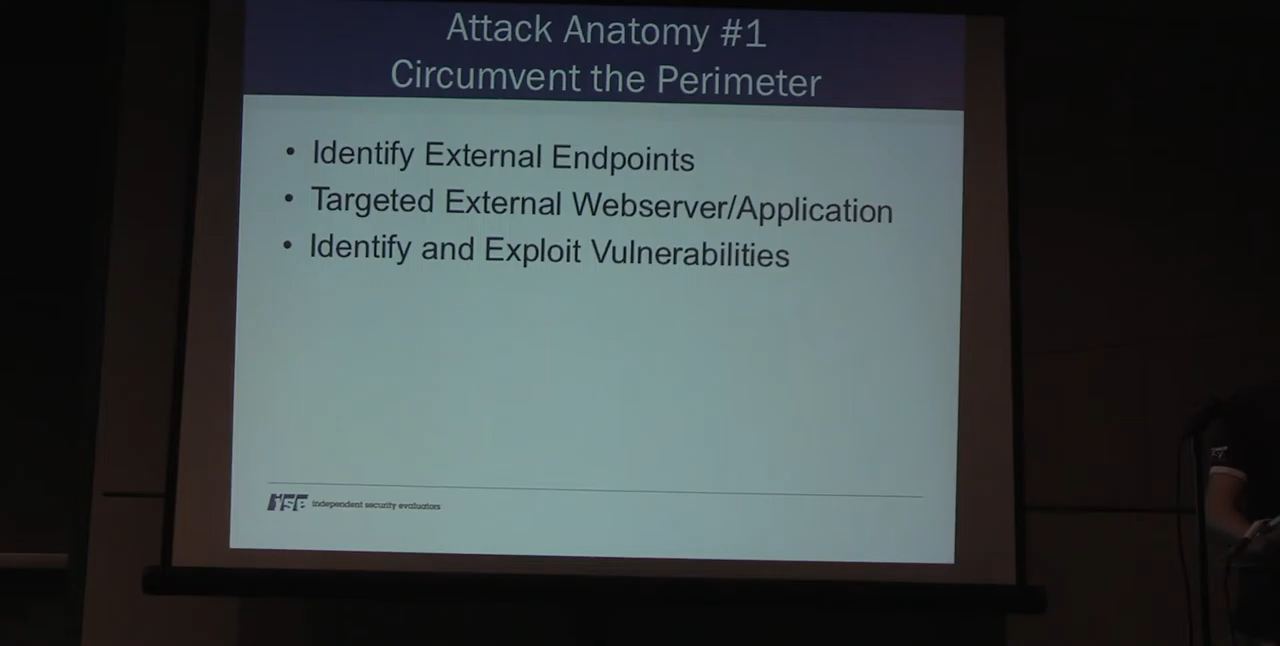 Attack Anatomy #1
Circumvent the Perimeter
• Identify External Endpoints
• Targeted External Webserver/Application
• Identify and Exploit Vulnerabilities
ise independent security evaluators